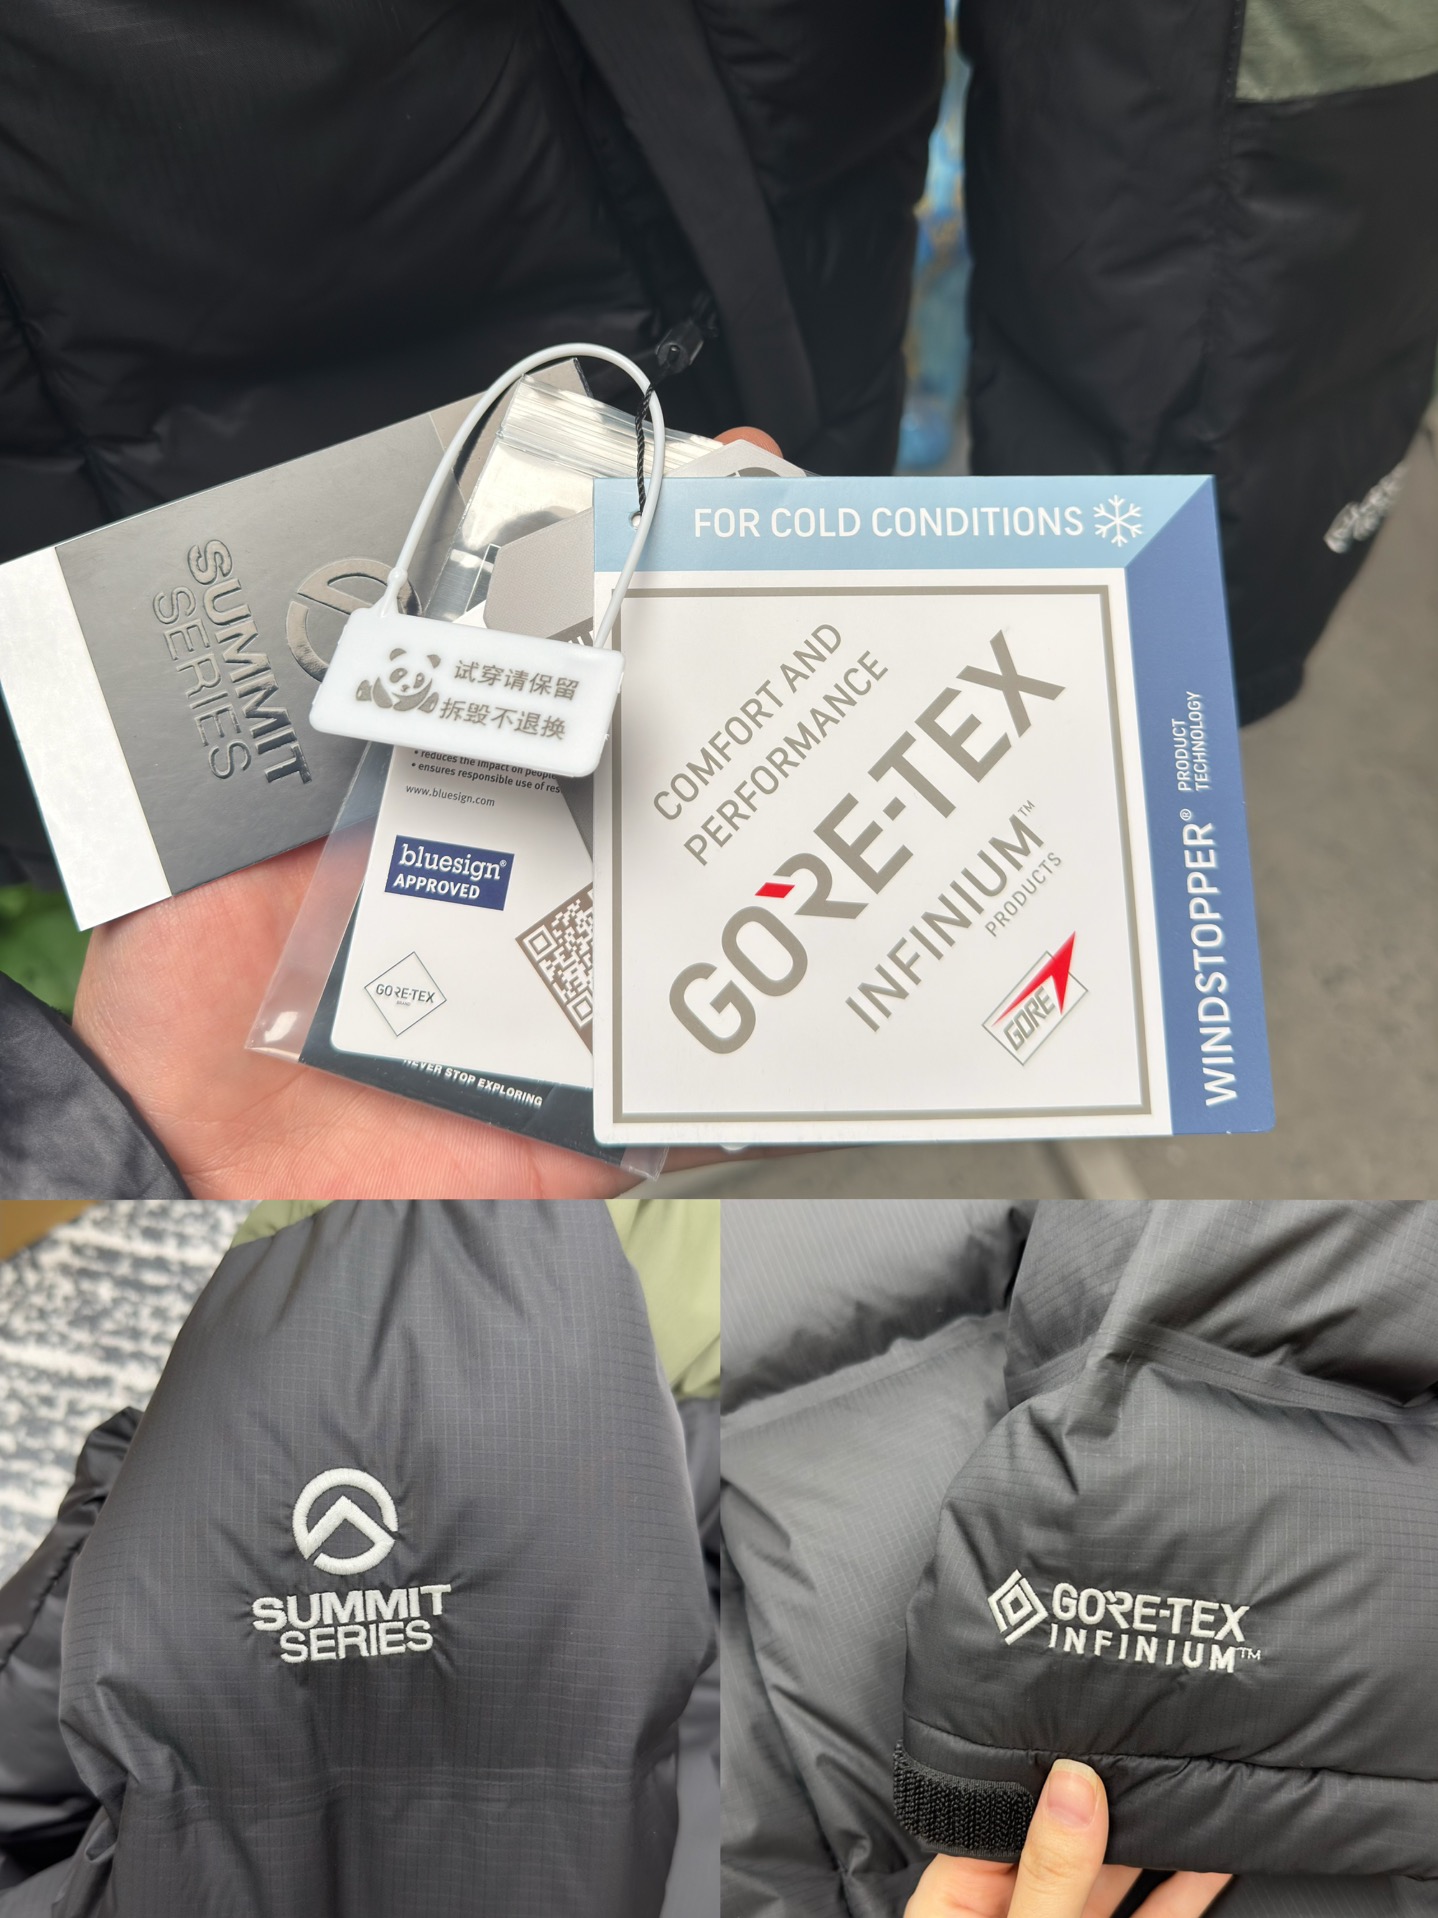 FOR COLD CONDITIONS
COMFORT AND
PERFORMANCE
GORE-TEX
INFINIUM™
PRODUCTS
GORE
WINDSTOPPER® PRODUCT
TECHNOLOGY
SUMMIT
SERIES
试穿请保留
拆毁不退换
• reduces the impact on people
• ensures responsible use of res
www.bluesign.com
bluesign®
APPROVED
GORE-TEX
NEVER STOP EXPLORING
SUMMIT
SERIES
GORE-TEX
INFINIUM™